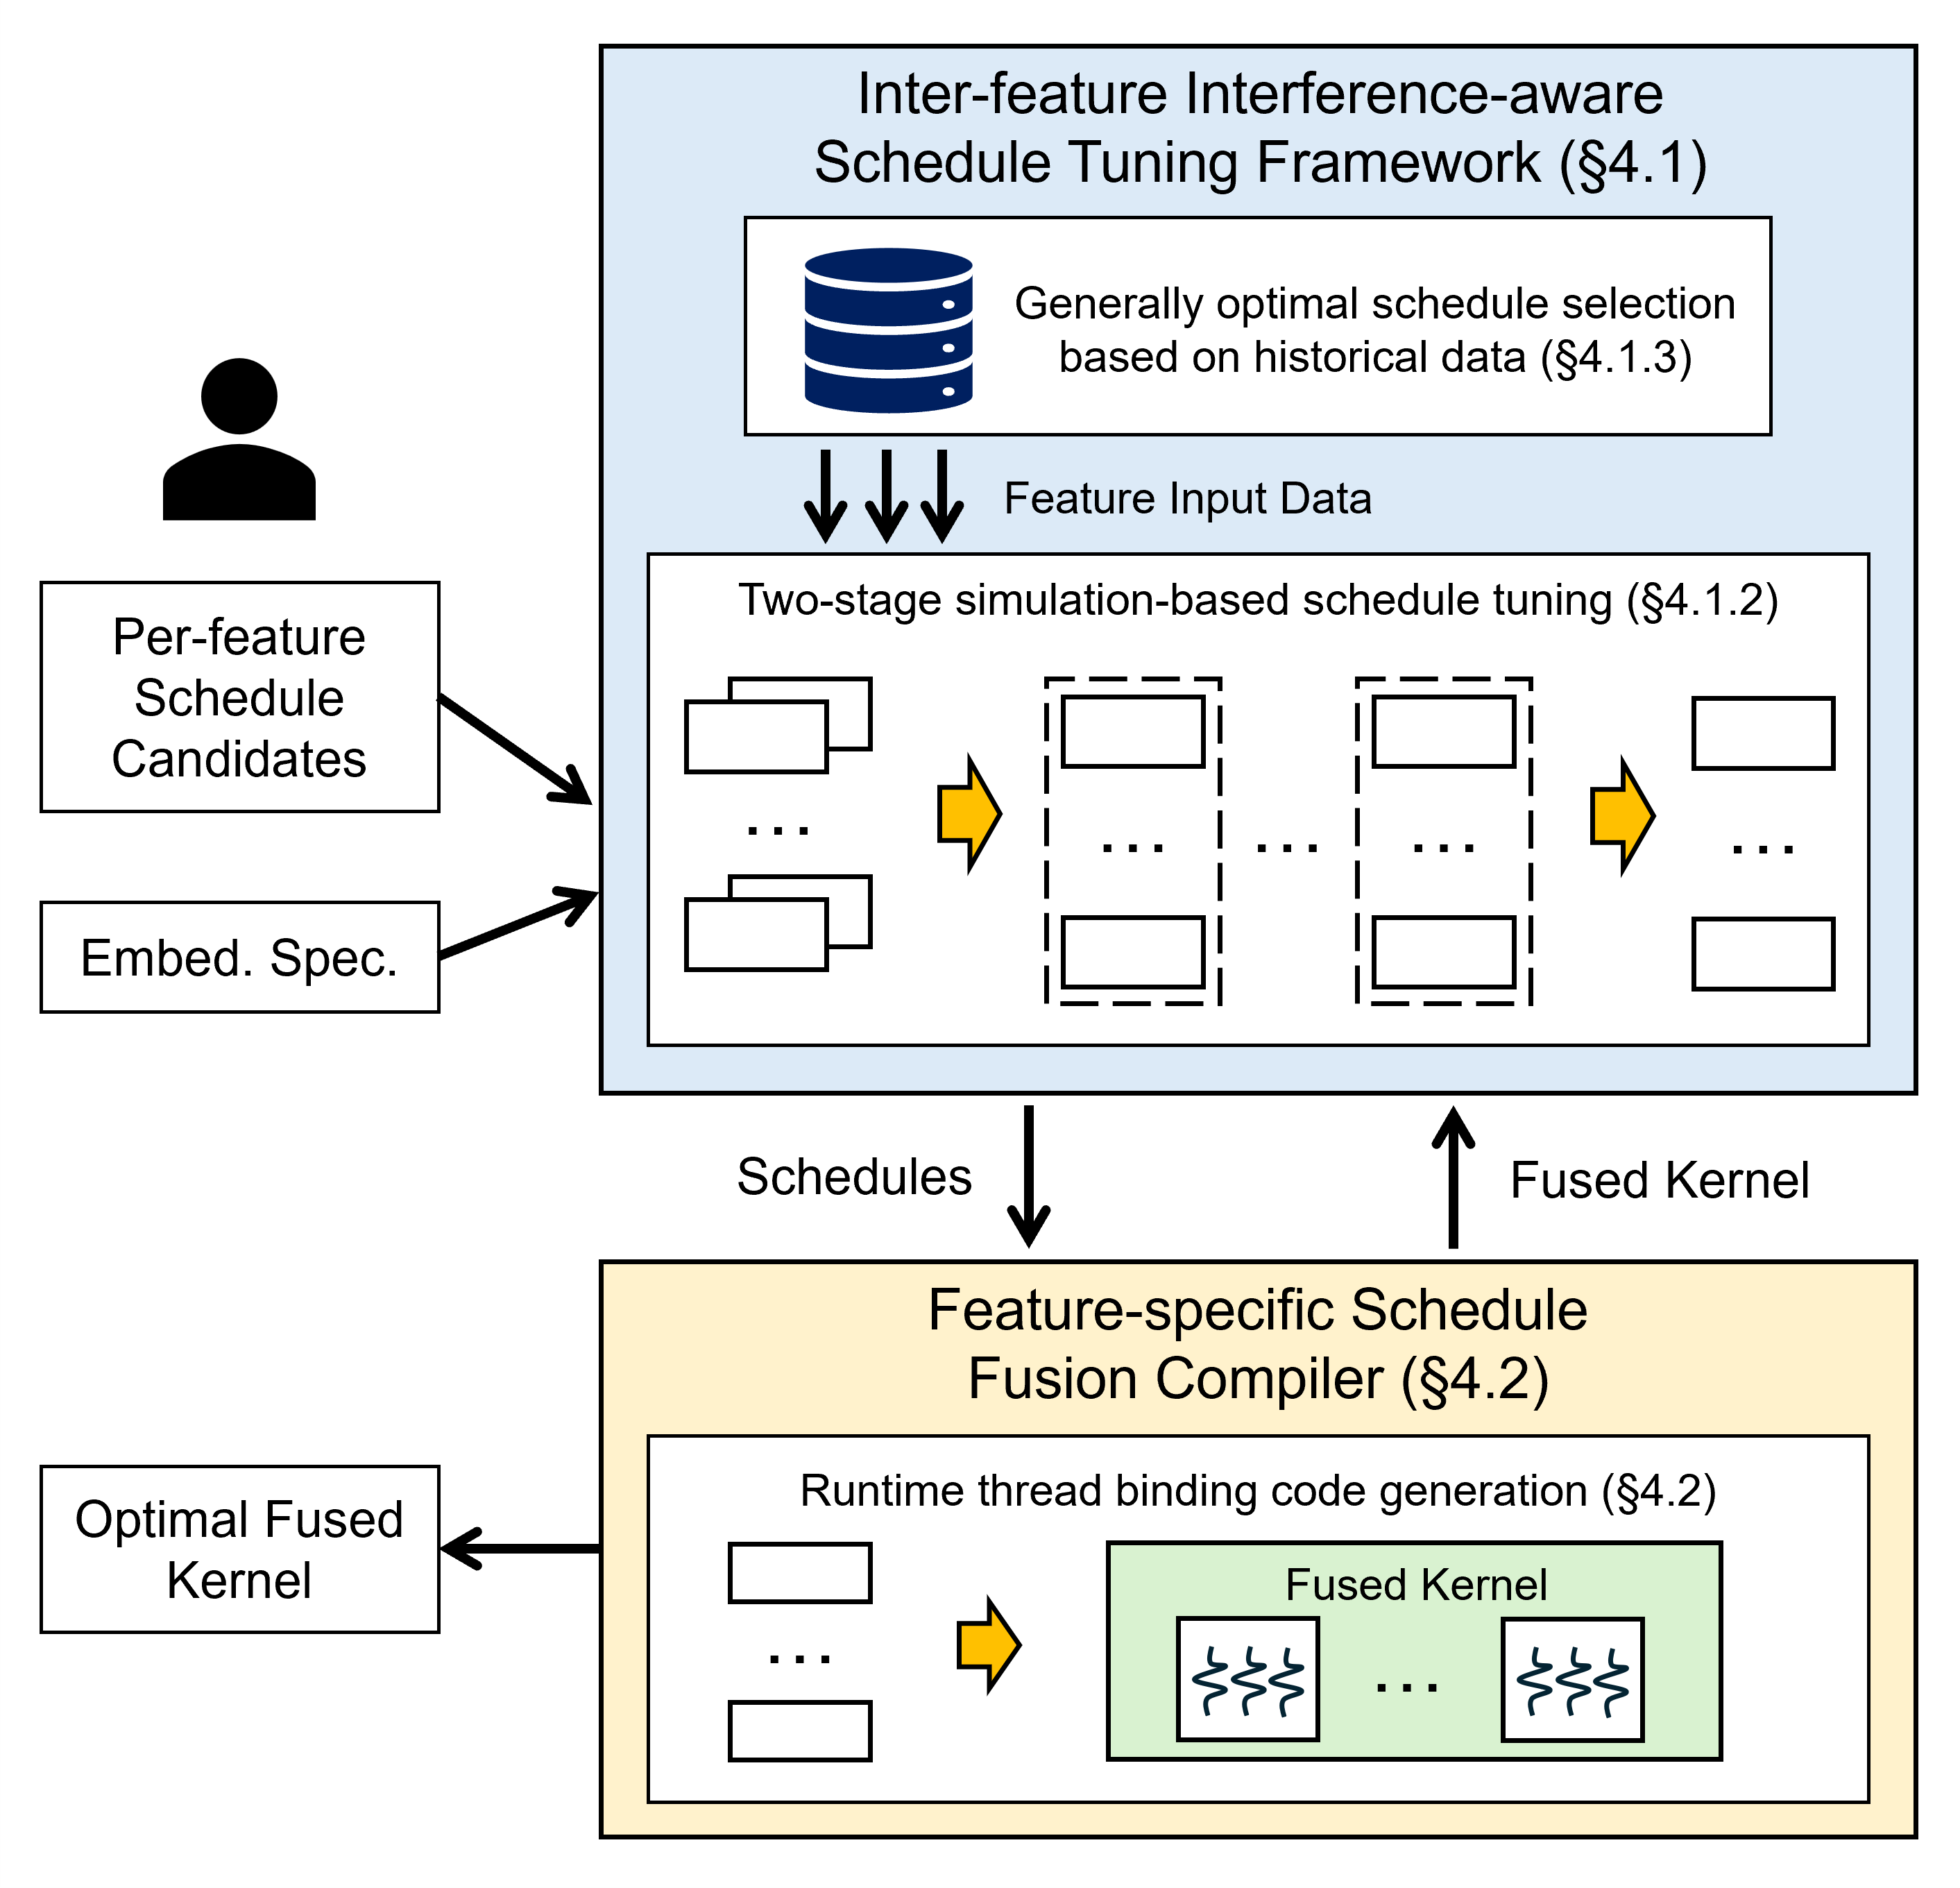 Inter-feature Interference-aware
Schedule Tuning Framework (§4.1)
Generally optimal schedule selection
based on historical data (§4.1.3)
Feature Input Data
Two-stage simulation-based schedule tuning (§4.1.2)
Per-feature
Schedule
Candidates
...
... ... ...
...
Embed. Spec.
Schedules
Fused Kernel
Feature-specific Schedule
Fusion Compiler (§4.2)
Runtime thread binding code generation (§4.2)
Optimal Fused
Kernel
Fused Kernel
...
...